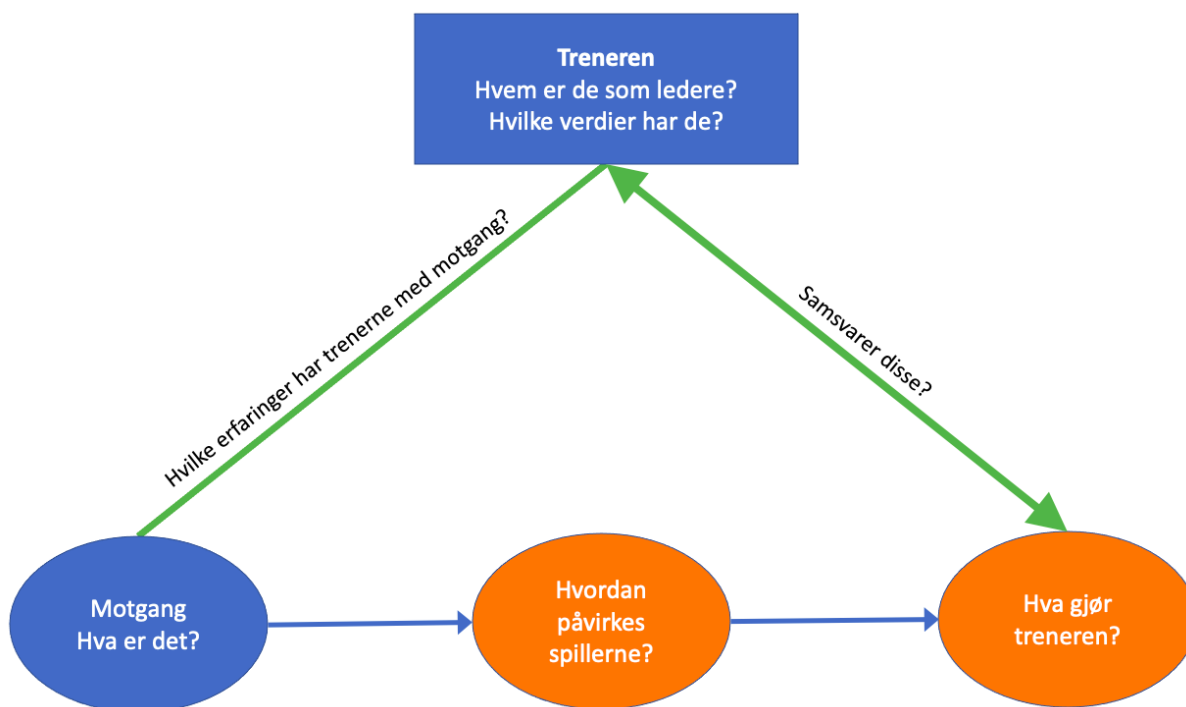 Treneren
Hvem er de som ledere?
Hvilke verdier har de?
Hvilke erfaringer har trenerne med motgang?
Samsvarer disse?
Motgang
Hva er det?
Hvordan
påvirkes
spillerne?
Hva gjør
treneren?